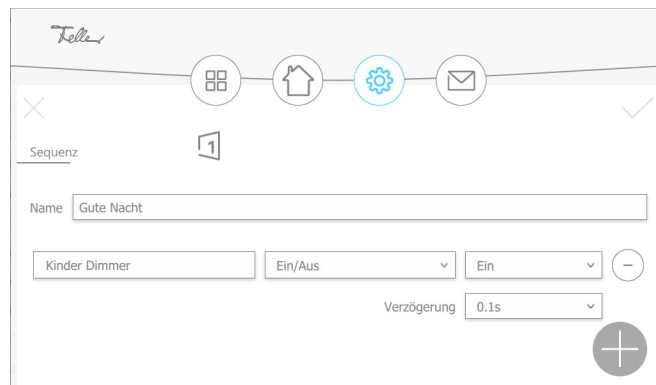 Feller
1
Sequenz
Name Gute Nacht
Kinder Dimmer Ein/Aus Ein
Verzögerung 0.1s